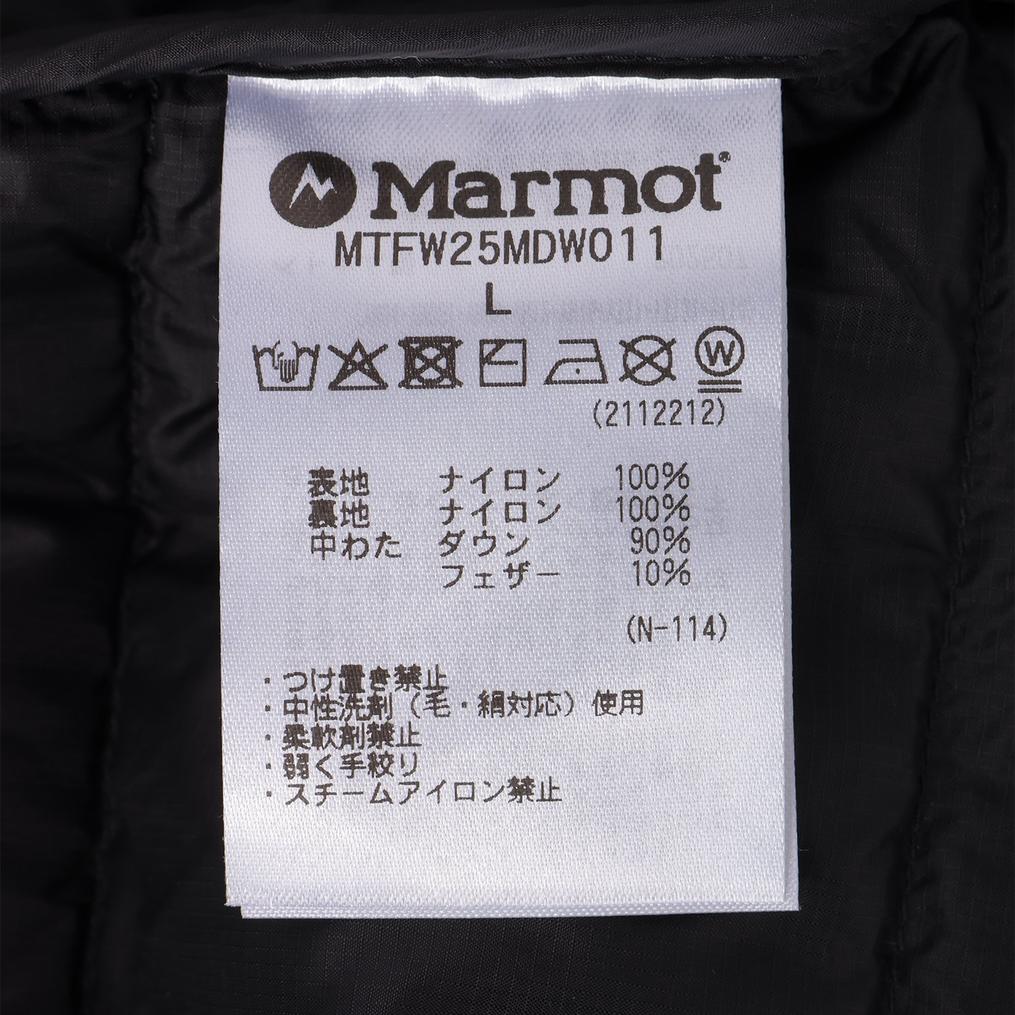 Marmot®
MTFW25MDW011
L
W
(2112212)
表地 ナイロン 100%
裏地 ナイロン 100%
中わた ダウン 90%
フェザー 10%
(N-114)
・つけ置き禁止
・中性洗剤（毛・絹対応）使用
・柔軟剤禁止
・弱く手絞り
・スチームアイロン禁止